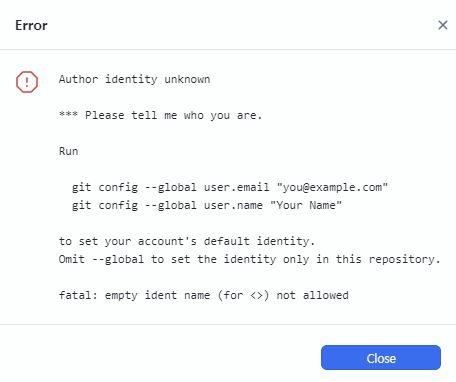 Error
Author identity unknown
*** Please tell me who you are.
Run
git config --global user.email "you@example.com"
git config --global user.name "Your Name"
to set your account's default identity.
Omit --global to set the identity only in this repository.
fatal: empty ident name (for <>) not allowed
Close